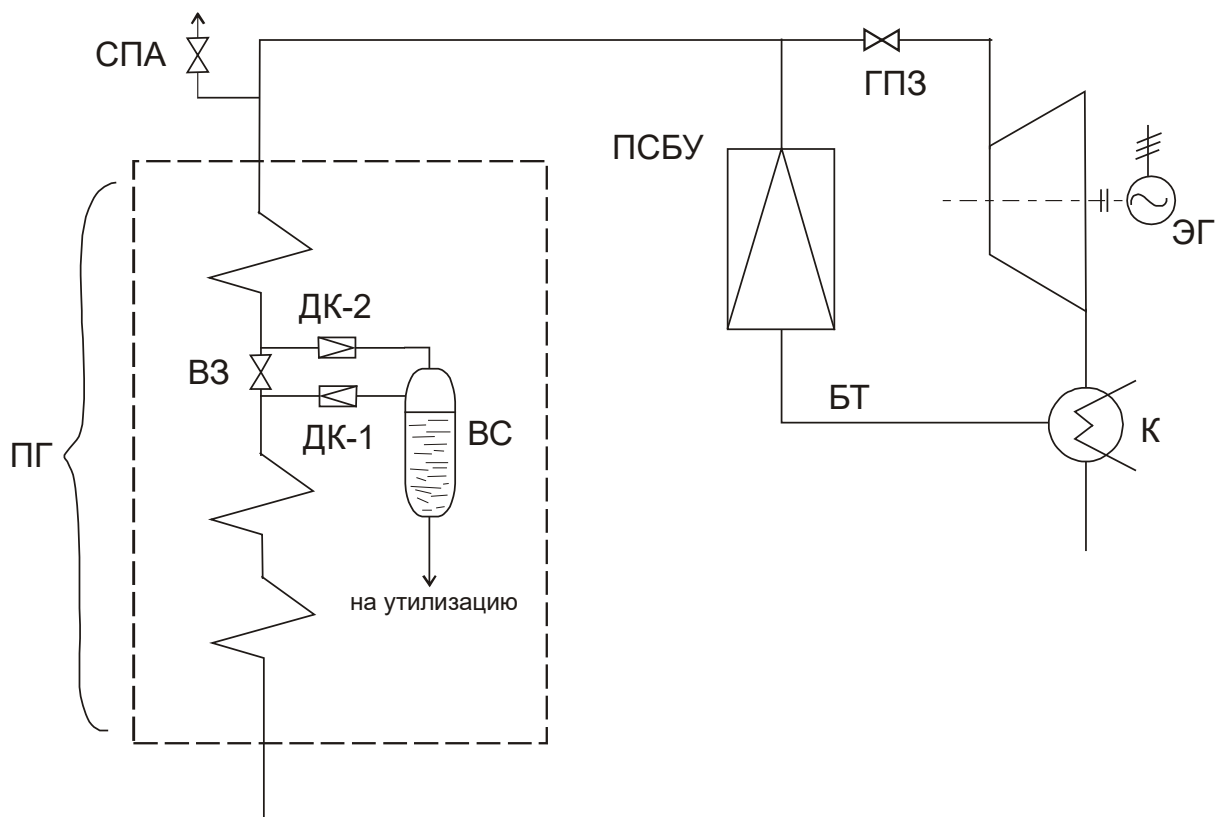 СПА
ГПЗ
ПСБУ
ЭГ
ДК-2
ВЗ
ДК-1
ВС
БТ
К
ПГ
на утилизацию